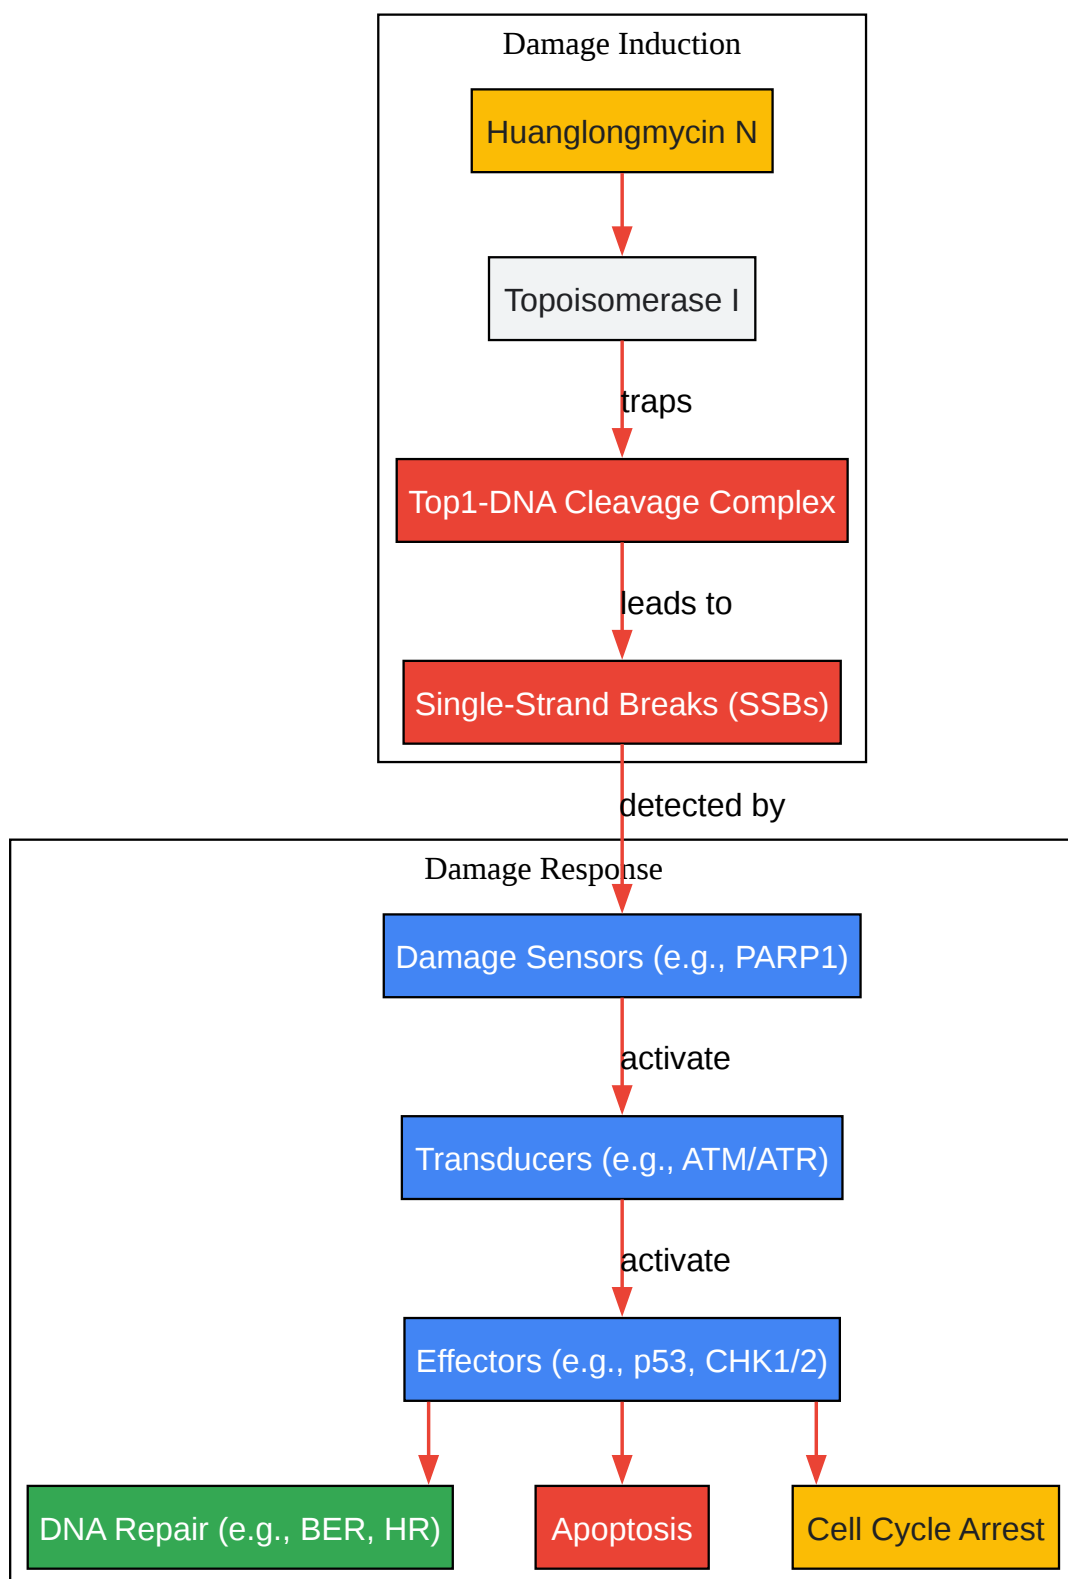 Damage Induction
Huanglongmycin N
Topoisomerase I
traps
Top1-DNA Cleavage Complex
leads to
Single-Strand Breaks (SSBs)
detected by
Damage Response
Damage Sensors (e.g., PARP1)
activate
Transducers (e.g., ATM/ATR)
activate
Effectors (e.g., p53, CHK1/2)
DNA Repair (e.g., BER, HR)
Apoptosis
Cell Cycle Arrest